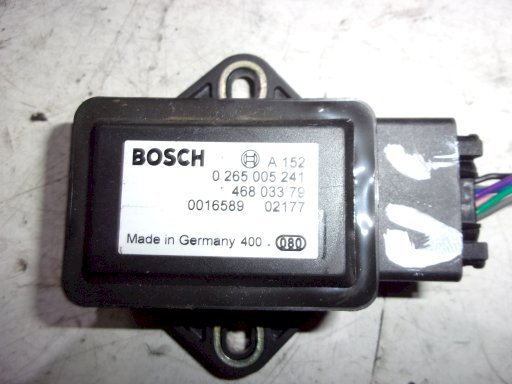 BOSCH A 152
0 265 005 241
468 033 79
0016589 02177
Made in Germany 400 . 080